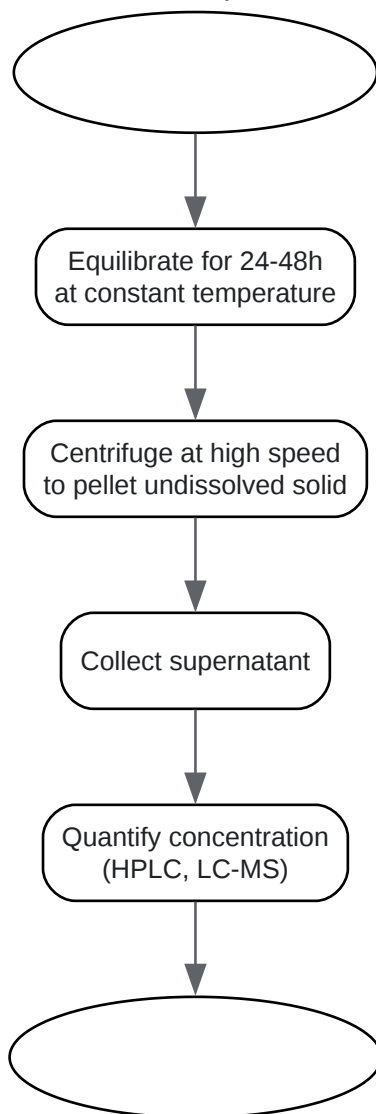 Equilibrate for 24-48h
at constant temperature
Centrifuge at high speed
to pellet undissolved solid
Collect supernatant
Quantify concentration
(HPLC, LC-MS)